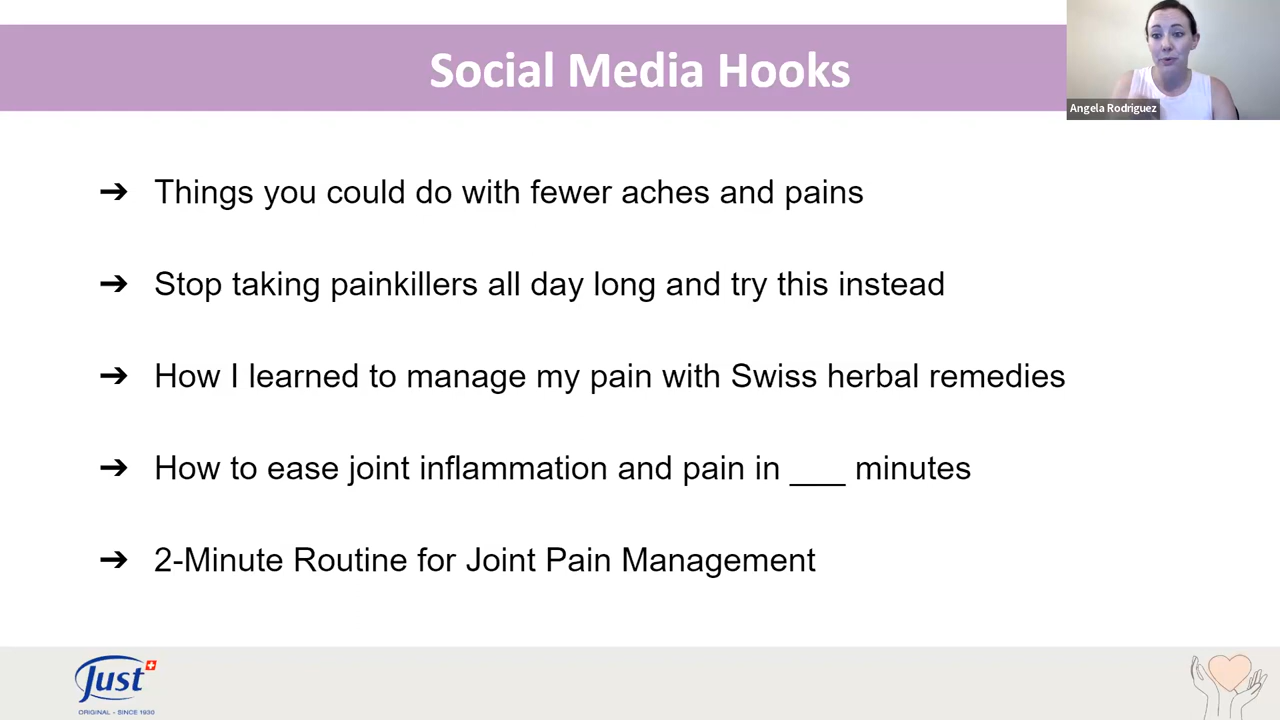 Social Media Hooks
Angela Rodriguez
➔ Things you could do with fewer aches and pains
➔ Stop taking painkillers all day long and try this instead
➔ How I learned to manage my pain with Swiss herbal remedies
➔ How to ease joint inflammation and pain in ___ minutes
➔ 2-Minute Routine for Joint Pain Management
Just
ORIGINAL - SINCE 1930